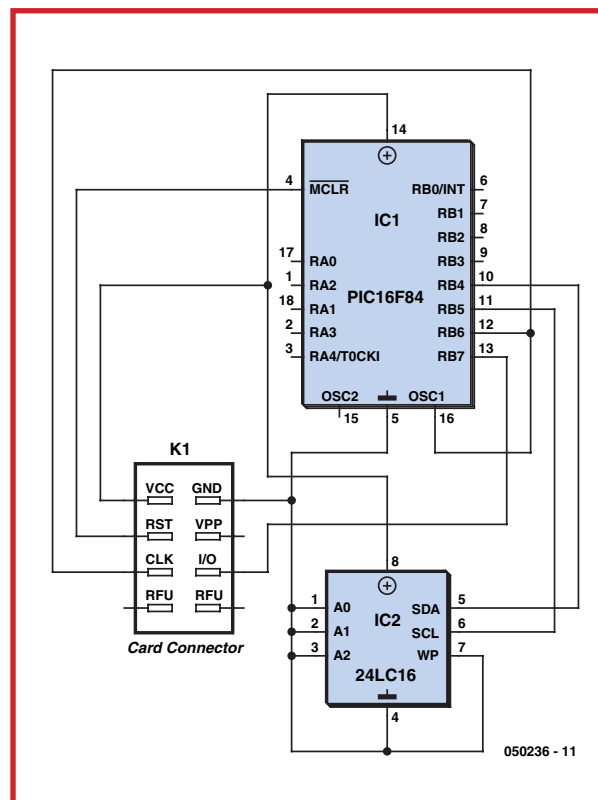 14
4 MCLR RB0/INT 6
IC1 RB1 7
RB2 8
17 RA0 RB3 9
1 RA2 RB4 10
PIC16F84
18 RA1 RB5 11
2 RA3 RB6 12
3 RA4/T0CKI RB7 13
OSC2 OSC1
15 5 16
K1
VCC GND
RST VPP
CLK I/O
RFU RFU
Card Connector
8
1 A0 SDA 5
IC2
2 A1 SCL 6
3 A2 WP 7
24LC16
4
050236 - 11